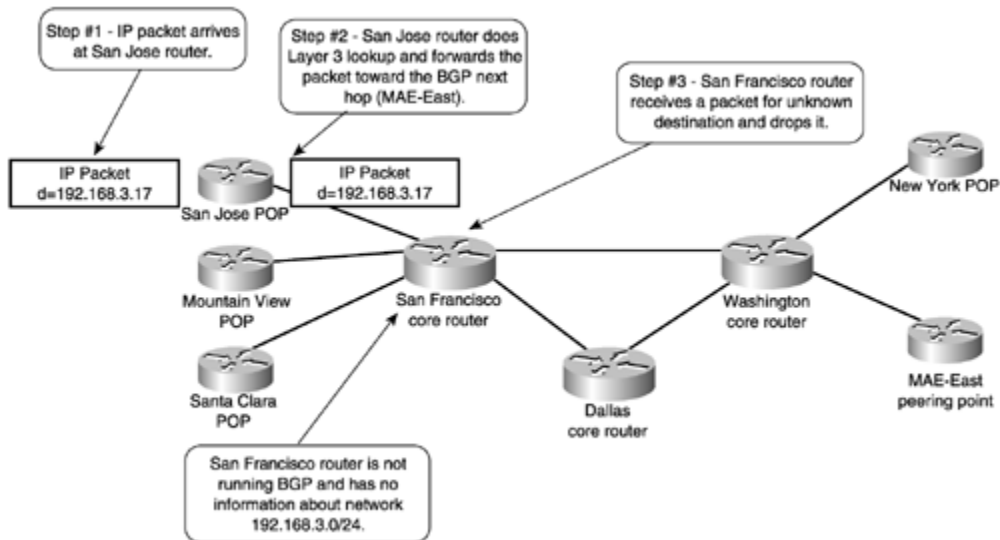 Step #1 - IP packet arrives
at San Jose router.
Step #2 - San Jose router does
Layer 3 lookup and forwards the
packet toward the BGP next
hop (MAE-East).
Step #3 - San Francisco router
receives a packet for unknown
destination and drops it.
IP Packet
d=192.168.3.17
IP Packet
d=192.168.3.17
San Jose POP
New York POP
Mountain View
POP
San Francisco
core router
Washington
core router
Santa Clara
POP
Dallas
core router
MAE-East
peering point
San Francisco router is not
running BGP and has no
information about network
192.168.3.0/24.